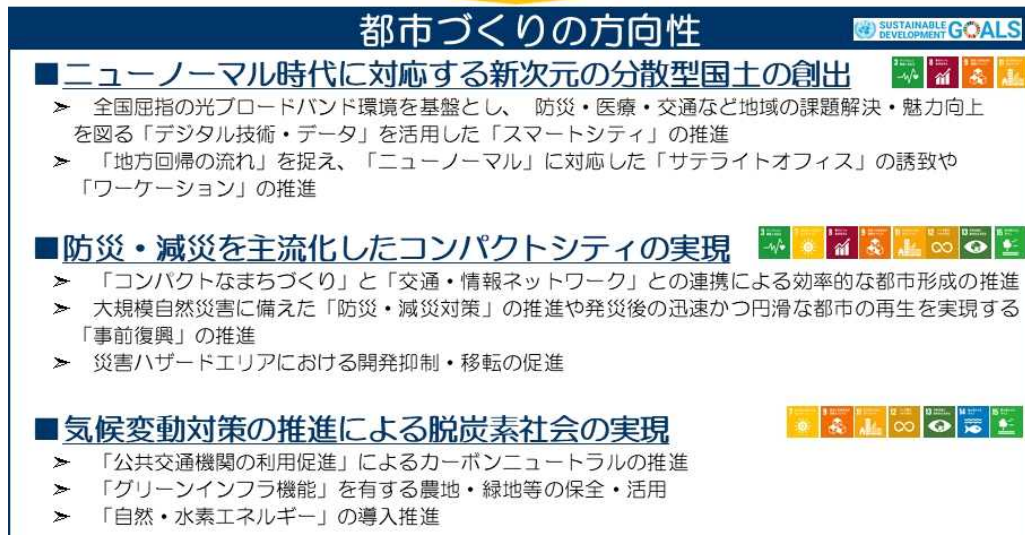 都市づくりの方向性
SUSTAINABLE DEVELOPMENT GOALS
■ニューノーマル時代に対応する新次元の分散型国土の創出
3 8 9 11
➢ 全国屈指の光ブロードバンド環境を基盤とし、 防災・医療・交通など地域の課題解決・魅力向上
を図る「デジタル技術・データ」を活用した「スマートシティ」の推進
➢ 「地方回帰の流れ」を捉え、「ニューノーマル」に対応した「サテライトオフィス」の誘致や
「ワーケーション」の推進
■防災・減災を主流化したコンパクトシティの実現
3 7 8 9 11 12 13 15
➢ 「コンパクトなまちづくり」と「交通・情報ネットワーク」との連携による効率的な都市形成の推進
➢ 大規模自然災害に備えた「防災・減災対策」の推進や発災後の迅速かつ円滑な都市の再生を実現する
「事前復興」の推進
➢ 災害ハザードエリアにおける開発抑制・移転の促進
■気候変動対策の推進による脱炭素社会の実現
7 9 11 12 13 14 15
➢ 「公共交通機関の利用促進」によるカーボンニュートラルの推進
➢ 「グリーンインフラ機能」を有する農地・緑地等の保全・活用
➢ 「自然・水素エネルギー」の導入推進